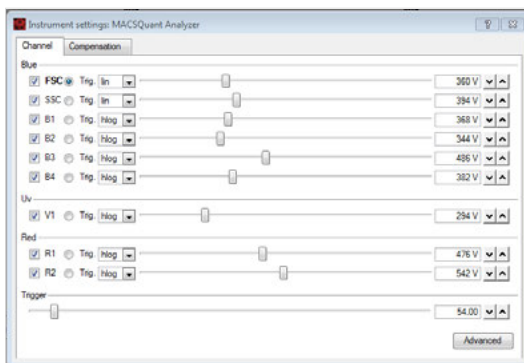 Instrument settings: MACSQuant Analyzer
Channel Compensation
Blue
FSC Trig. lin 360 V
SSC Trig. lin 394 V
B1 Trig. hlog 368 V
B2 Trig. hlog 344 V
B3 Trig. hlog 486 V
B4 Trig. hlog 382 V
Uv
V1 Trig. hlog 294 V
Red
R1 Trig. hlog 476 V
R2 Trig. hlog 542 V
Trigger
54.00
Advanced